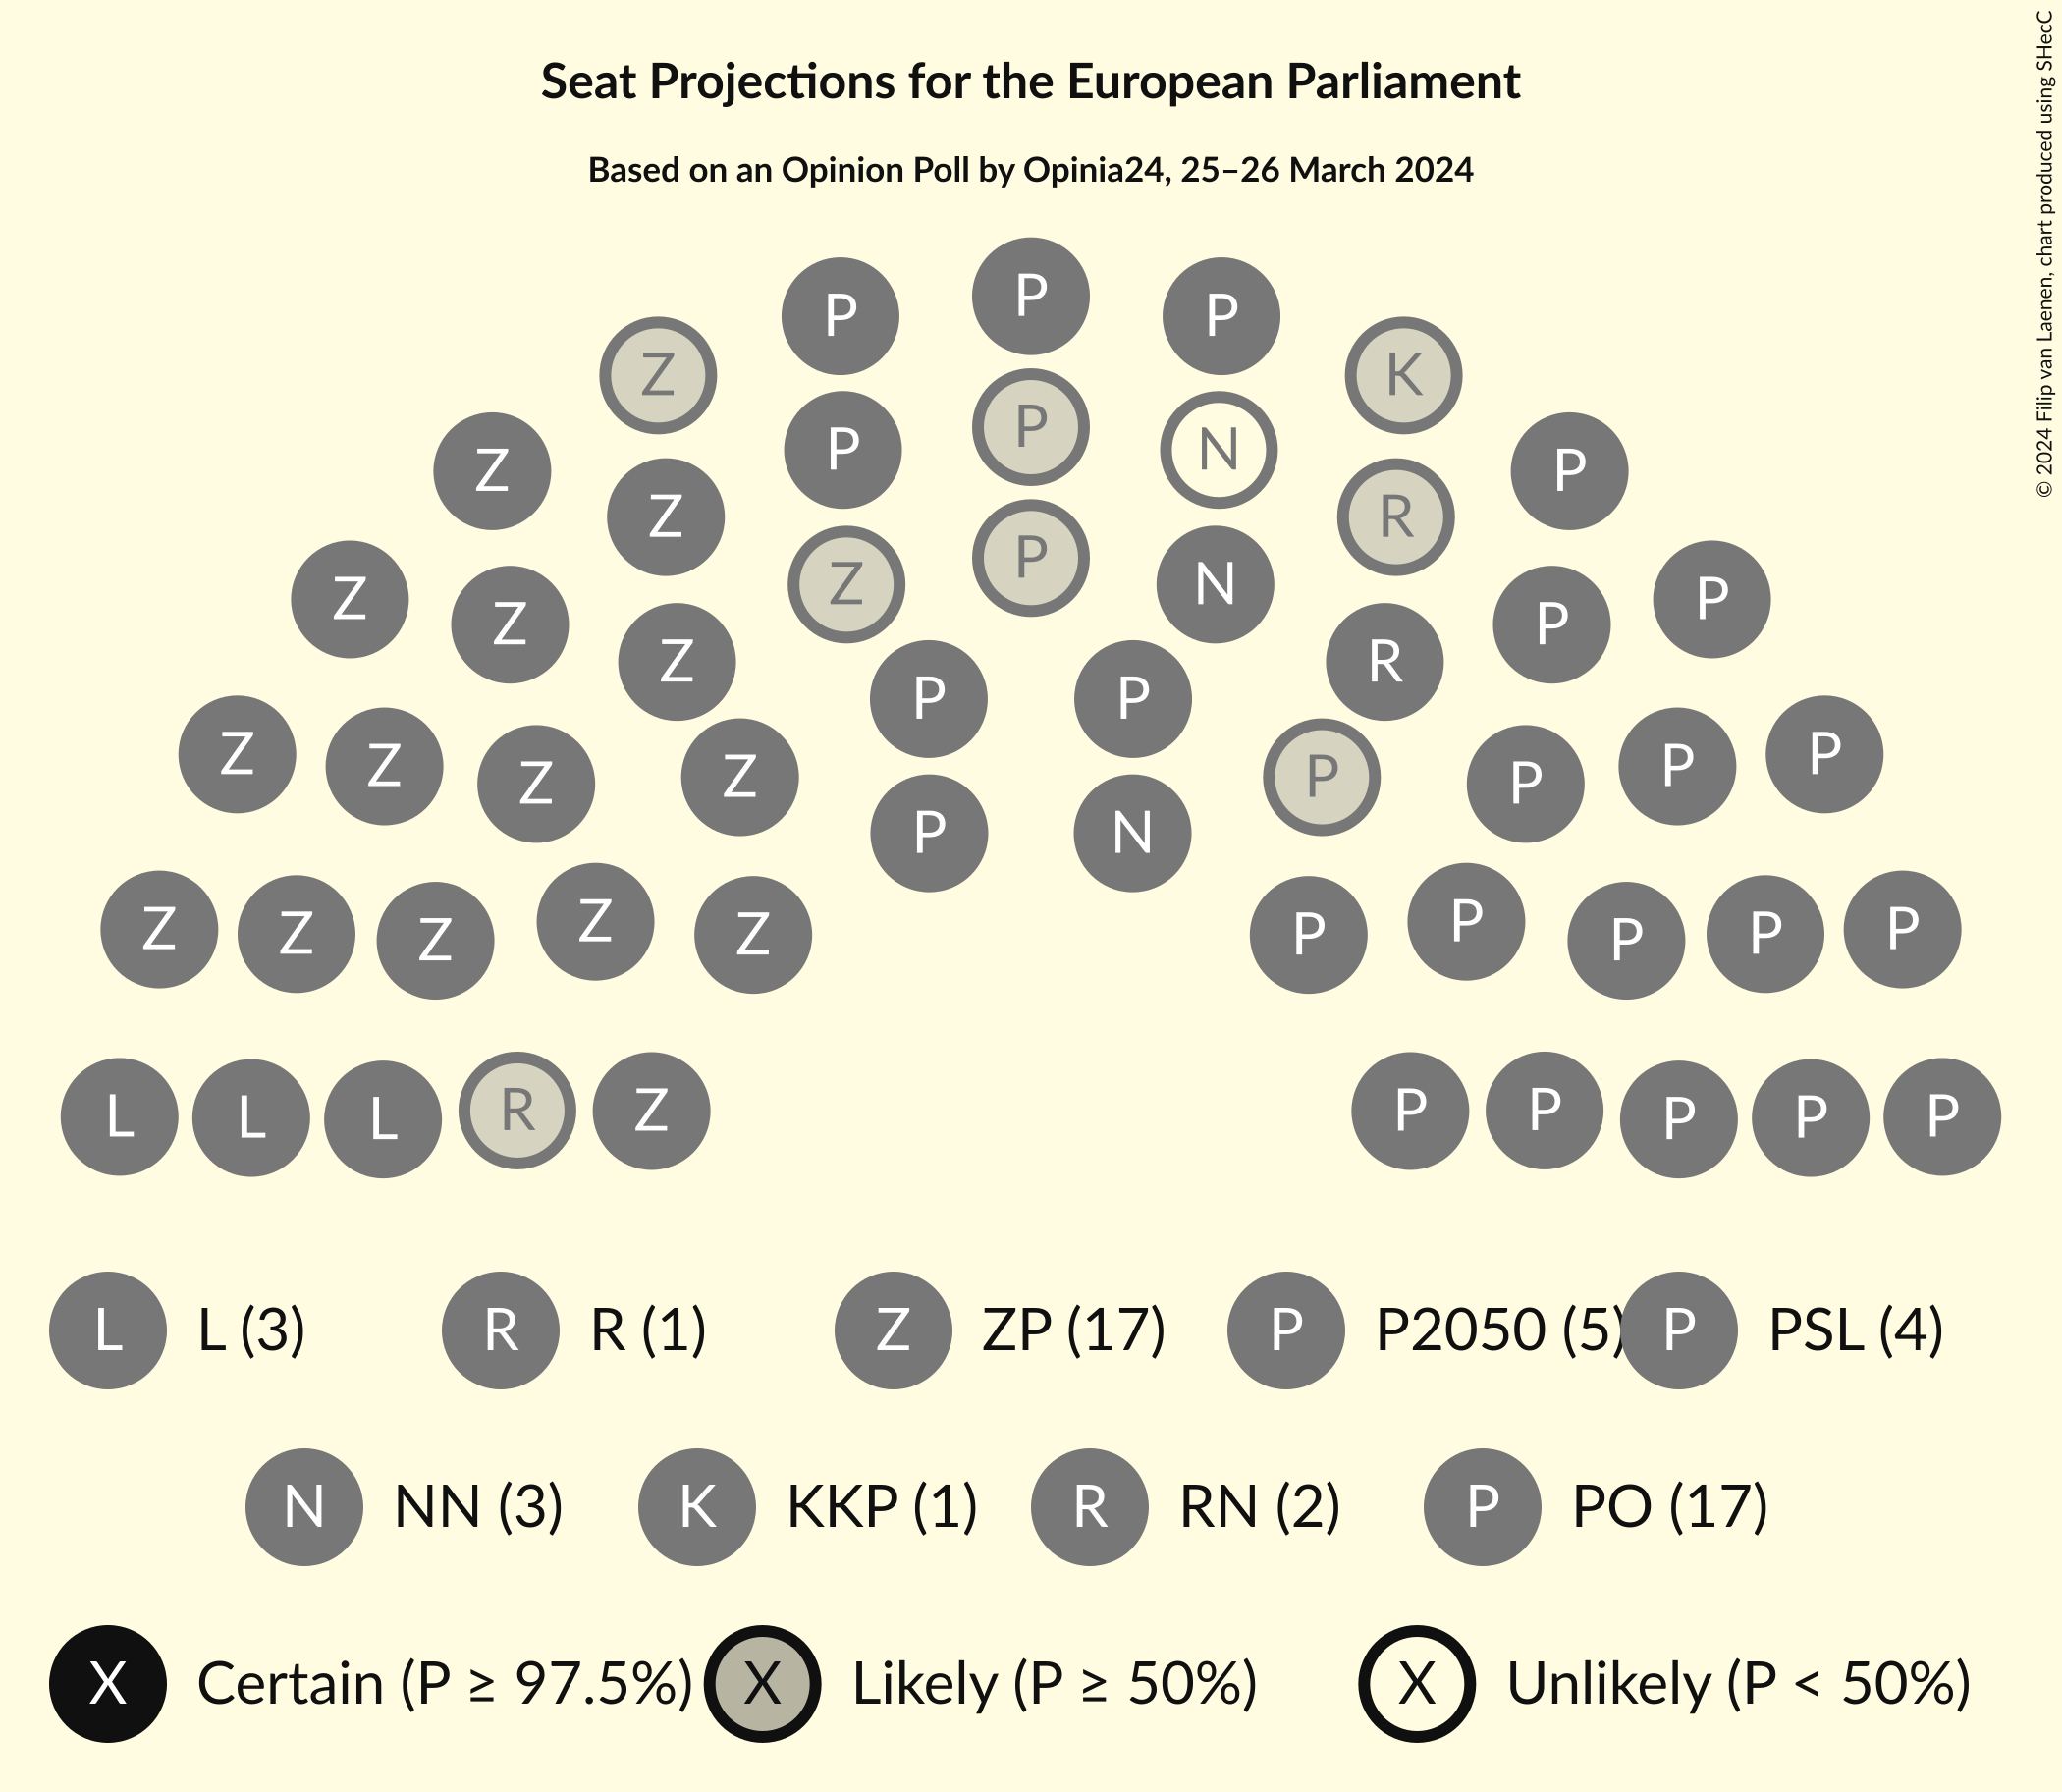 Seat Projections for the European Parliament
Based on an Opinion Poll by Opinia24, 25–26 March 2024
© 2024 Filip van Laenen, chart produced using SHecC
P
P P
Z K
P
P N
Z P
Z R
P
Z N
Z P
Z P
Z R
P P
Z P
Z P
Z P
Z P
P N
Z P
Z P
Z P
Z P
Z P
L L L R Z P P P P P
L L (3) R R (1) Z ZP (17) P P2050 (5) P PSL (4)
N NN (3) K KKP (1) R RN (2) P PO (17)
X Certain (P ≥ 97.5%) X Likely (P ≥ 50%) X Unlikely (P < 50%)